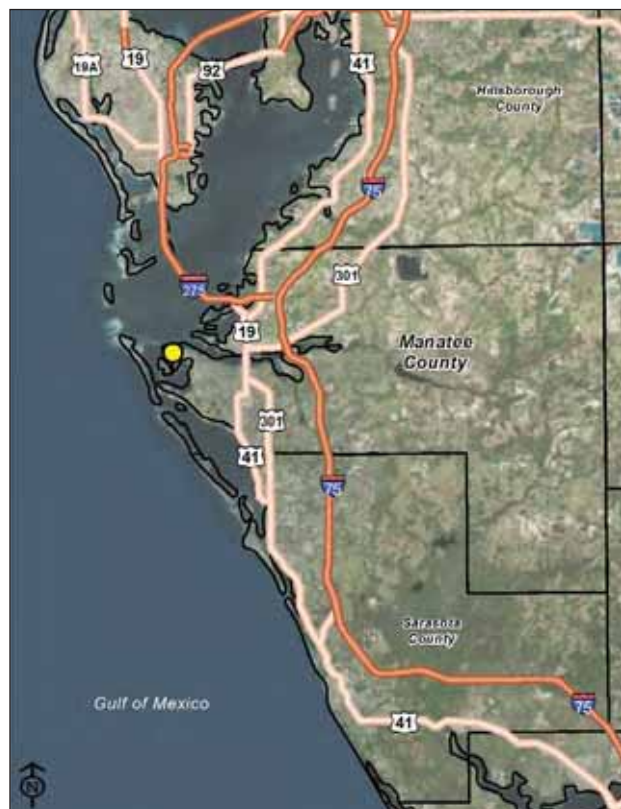 19A
19
92
41
Hillsborough
County
75
275
301
19
Manatee
County
301
41
75
Sarasota
County
Gulf of Mexico
75
41
N